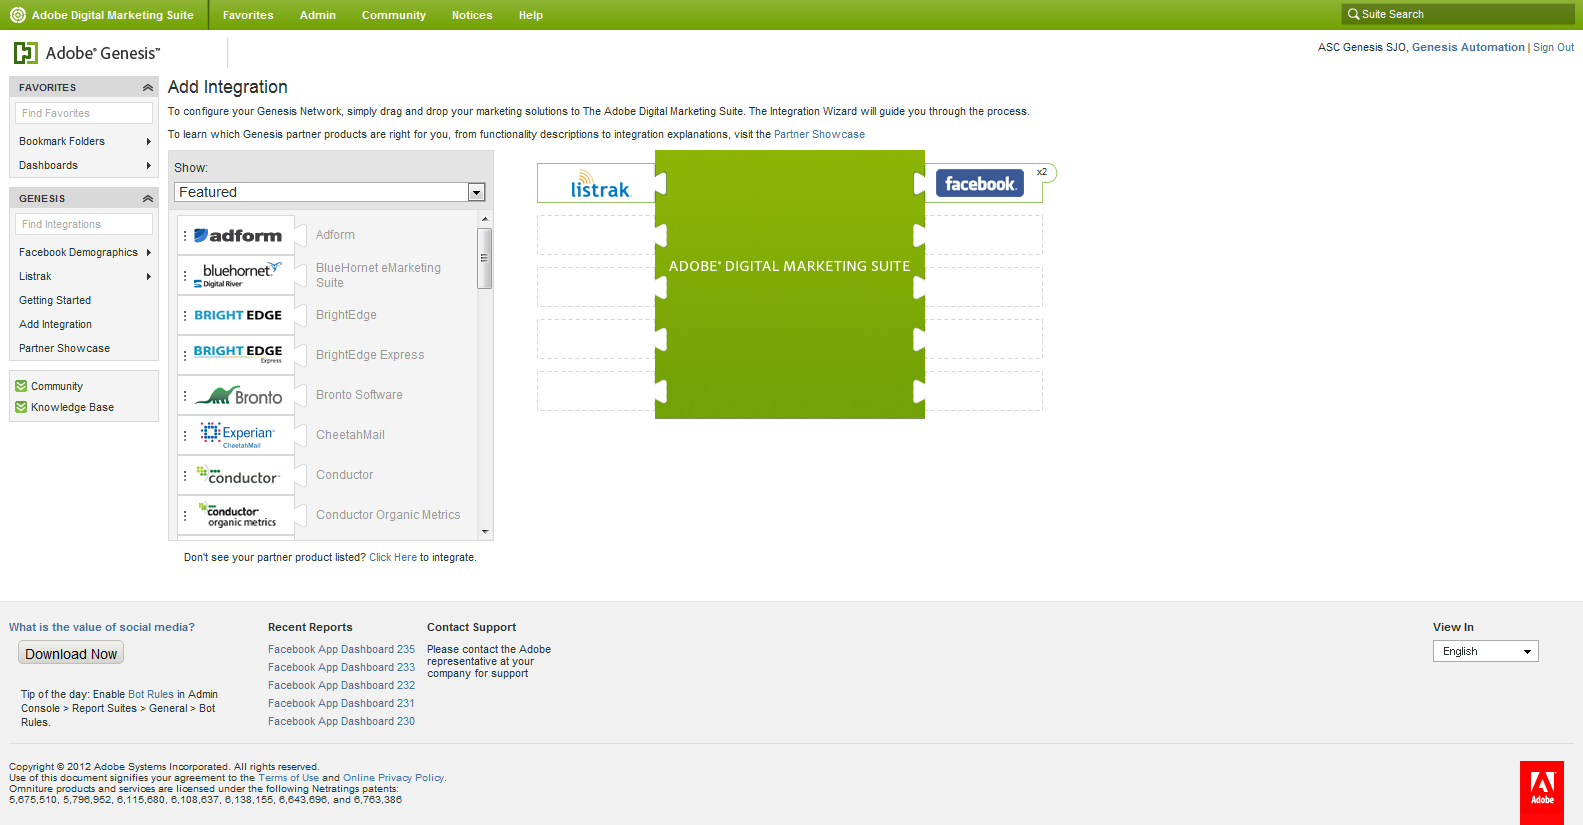 Adobe Digital Marketing Suite
Favorites
Admin
Community
Notices
Help
Suite Search
Adobe® Genesis™
ASC Genesis SJO, Genesis Automation | Sign Out
FAVORITES
Find Favorites
Bookmark Folders
Dashboards
GENESIS
Find Integrations
Facebook Demographics
Listrak
Getting Started
Add Integration
Partner Showcase
Community
Knowledge Base
Add Integration
To configure your Genesis Network, simply drag and drop your marketing solutions to The Adobe Digital Marketing Suite. The Integration Wizard will guide you through the process.
To learn which Genesis partner products are right for you, from functionality descriptions to integration explanations, visit the Partner Showcase
Show:
Featured
adform
Adform
bluehornet
Digital River
BlueHornet eMarketing
Suite
BRIGHT EDGE
BrightEdge
BRIGHT EDGE
Express
BrightEdge Express
Bronto
Bronto Software
Experian™
CheetahMail
CheetahMail
conductor
Conductor
conductor
organic metrics
Conductor Organic Metrics
Don't see your partner product listed? Click Here to integrate.
listrak
ADOBE® DIGITAL MARKETING SUITE
facebook.
x2
What is the value of social media?
Download Now
Tip of the day: Enable Bot Rules in Admin
Console > Report Suites > General > Bot
Rules.
Recent Reports
Facebook App Dashboard 235
Facebook App Dashboard 233
Facebook App Dashboard 232
Facebook App Dashboard 231
Facebook App Dashboard 230
Contact Support
Please contact the Adobe
representative at your
company for support
View In
English
Copyright © 2012 Adobe Systems Incorporated. All rights reserved.
Use of this document signifies your agreement to the Terms of Use and Online Privacy Policy.
Omniture products and services are licensed under the following Netratings patents:
5,675,510, 5,796,952, 6,115,680, 6,108,637, 6,138,155, 6,643,696, and 6,763,386
Adobe